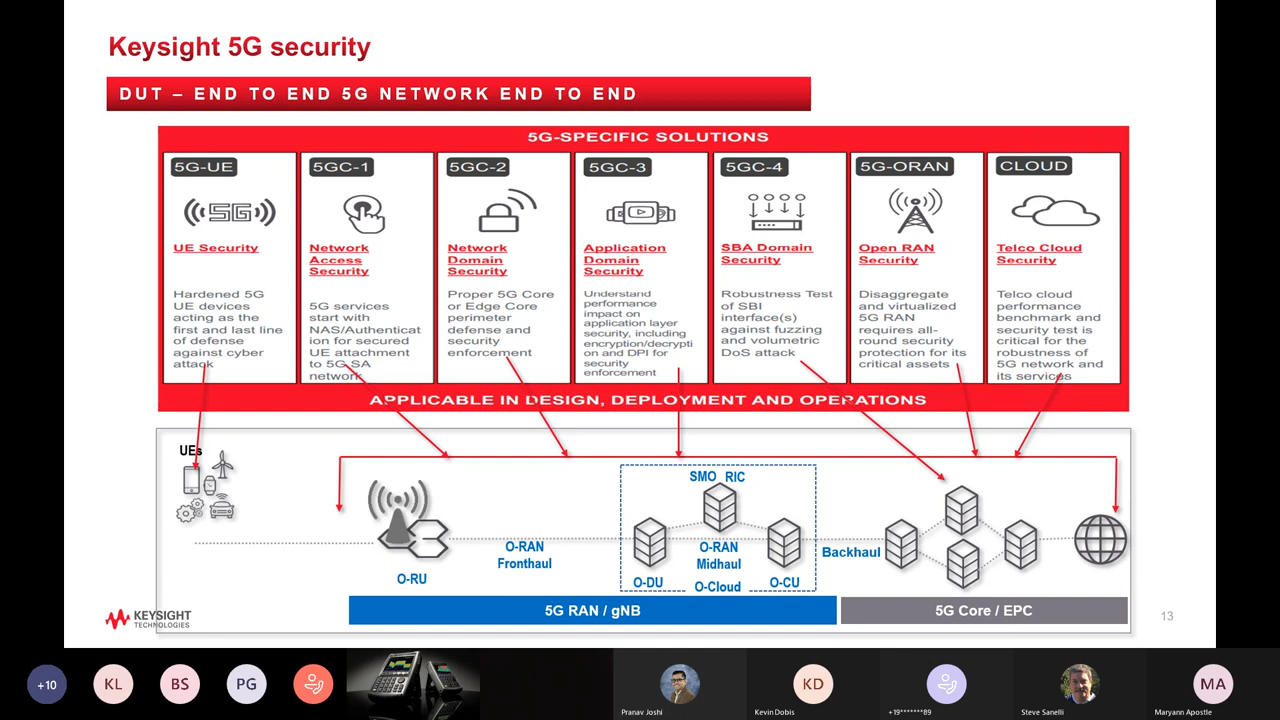 Keysight 5G security
DUT – END TO END 5G NETWORK END TO END
5G-SPECIFIC SOLUTIONS
5G-UE
5G
UE Security
Hardened 5G
UE devices
acting as the
first and last line
of defense
against cyber
attack
5GC-1
Network
Access
Security
5G services
start with
NAS/Authenticat
ion for secured
UE attachment
to 5G SA
network
5GC-2
Network
Domain
Security
Proper 5G Core
or Edge Core
perimeter
defense and
security
enforcement
5GC-3
Application
Domain
Security
Understand
performance
impact on
application layer
security, including
encryption/decrypti
on and DPI for
security
enforcement
5GC-4
SBA Domain
Security
Robustness Test
of SBI
interface(s)
against fuzzing
and volumetric
DoS attack
5G-ORAN
Open RAN
Security
Disaggregate
and virtualized
5G RAN
requires all-
round security
protection for its
critical assets
CLOUD
Telco Cloud
Security
Telco cloud
performance
benchmark and
security test is
critical for the
robustness of
5G network and
its services
APPLICABLE IN DESIGN, DEPLOYMENT AND OPERATIONS
UEs
O-RU
O-RAN
Fronthaul
SMO RIC
O-DU
O-RAN
Midhaul
O-Cloud
O-CU
Backhaul
5G RAN / gNB
5G Core / EPC
KEYSIGHT
TECHNOLOGIES
13
+10
KL
BS
PG
Pranav Joshi
KD
Kevin Dobis
+19*******89
Steve Sanelli
MA
Maryann Apostle